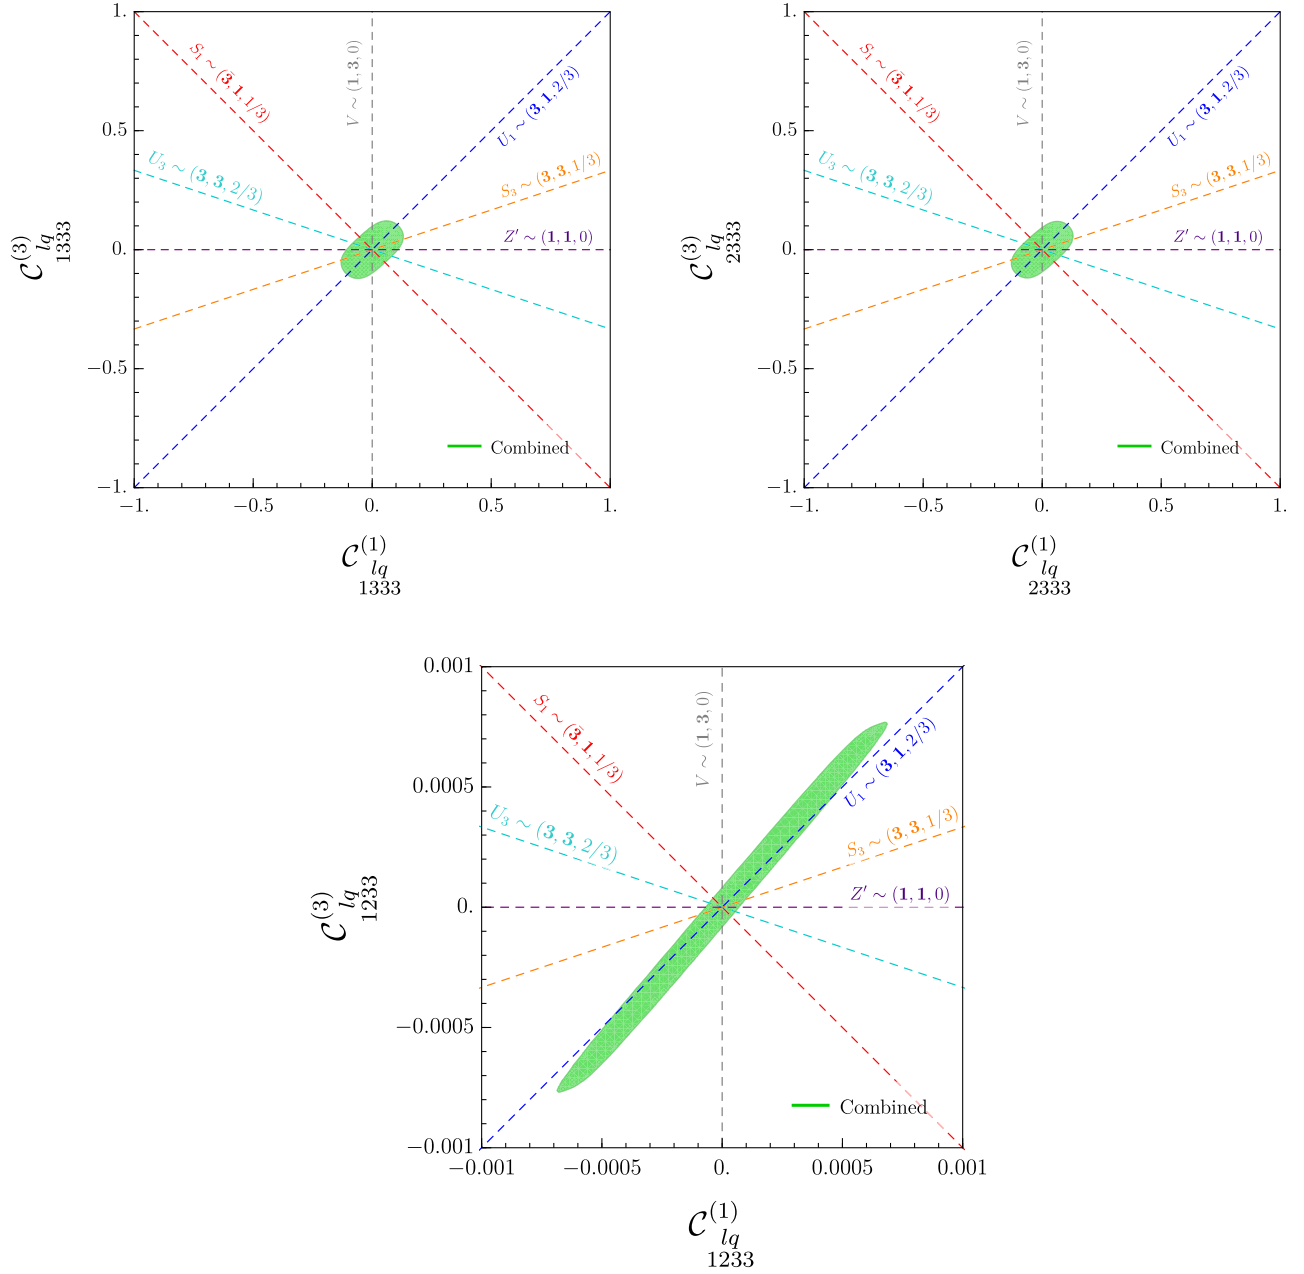 1.
0.5
0.
−0.5
−1.
−1.
−0.5
0.
0.5
1.
S₁ ∼ (3̄, 1, 1/3)
V ∼ (1, 3, 0)
U₁ ∼ (3, 1, 2/3)
U₃ ∼ (3, 3, 2/3)
S₃ ∼ (3, 3, 1/3)
Z′ ∼ (1, 1, 0)
Combined
𝒞⁽³⁾ lq 1333
𝒞⁽¹⁾ lq 1333
1.
0.5
0.
−0.5
−1.
−1.
−0.5
0.
0.5
1.
S₁ ∼ (3̄, 1, 1/3)
V ∼ (1, 3, 0)
U₁ ∼ (3, 1, 2/3)
U₃ ∼ (3, 3, 2/3)
S₃ ∼ (3, 3, 1/3)
Z′ ∼ (1, 1, 0)
Combined
𝒞⁽³⁾ lq 2333
𝒞⁽¹⁾ lq 2333
0.001
0.0005
0.
−0.0005
−0.001
−0.001
−0.0005
0.
0.0005
0.001
S₁ ∼ (3̄, 1, 1/3)
V ∼ (1, 3, 0)
U₁ ∼ (3, 1, 2/3)
U₃ ∼ (3, 3, 2/3)
S₃ ∼ (3, 3, 1/3)
Z′ ∼ (1, 1, 0)
Combined
𝒞⁽³⁾ lq 1233
𝒞⁽¹⁾ lq 1233